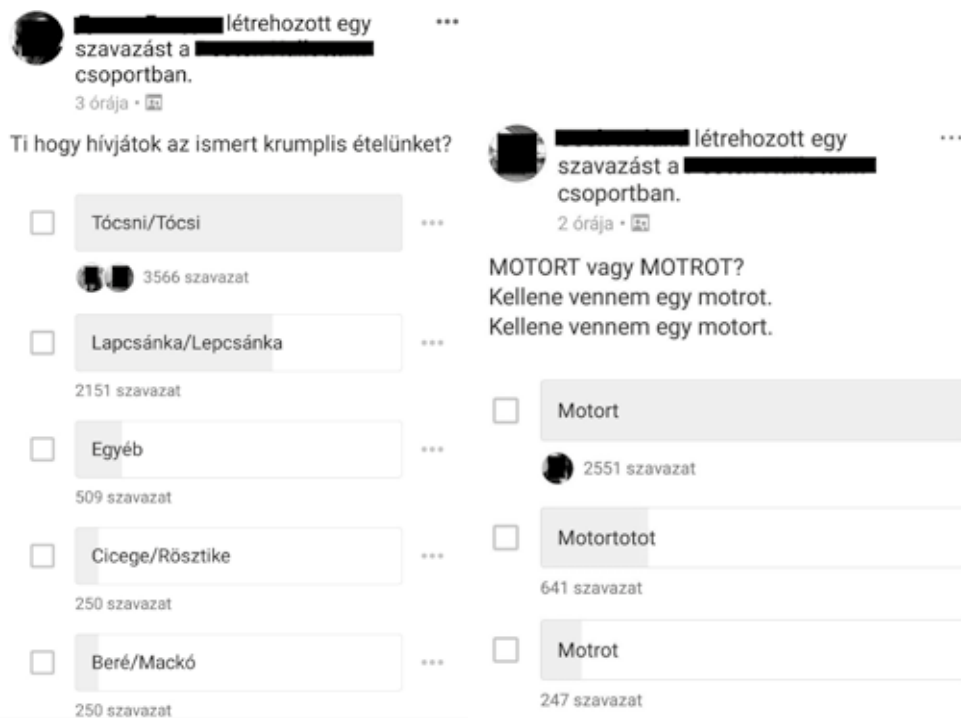 létrehozott egy
szavazást a
csoportban.
3 órája •
Ti hogy hívjátok az ismert krumplis ételünket?
Tócsni/Tócsi
3566 szavazat
Lapcsánka/Lepcsánka
2151 szavazat
Egyéb
509 szavazat
Cicege/Rösztike
250 szavazat
Beré/Mackó
250 szavazat
létrehozott egy
szavazást a
csoportban.
2 órája •
MOTORT vagy MOTROT?
Kellene vennem egy motrot.
Kellene vennem egy motort.
Motort
2551 szavazat
Motortotot
641 szavazat
Motrot
247 szavazat